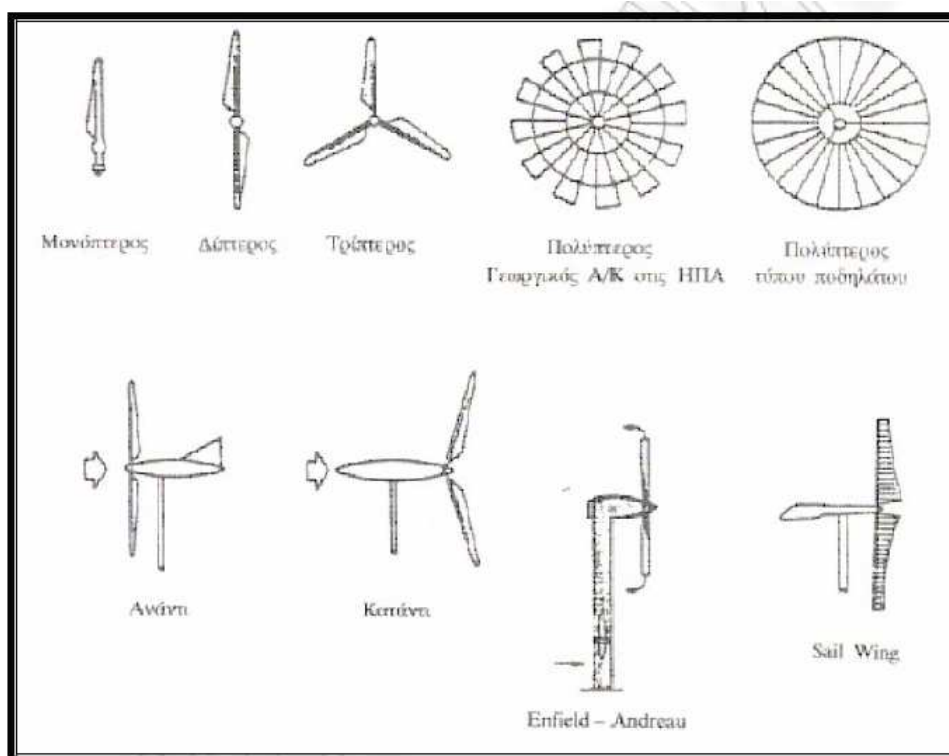 Μονόπτερος
Δίπτερος
Τρίπτερος
Πολύπτερος
Γεωργικός Α/Κ στις ΗΠΑ
Πολύπτερος
τύπου ποδηλάτου
Ανάντι
Κατάντι
Enfield – Andreau
Sail Wing